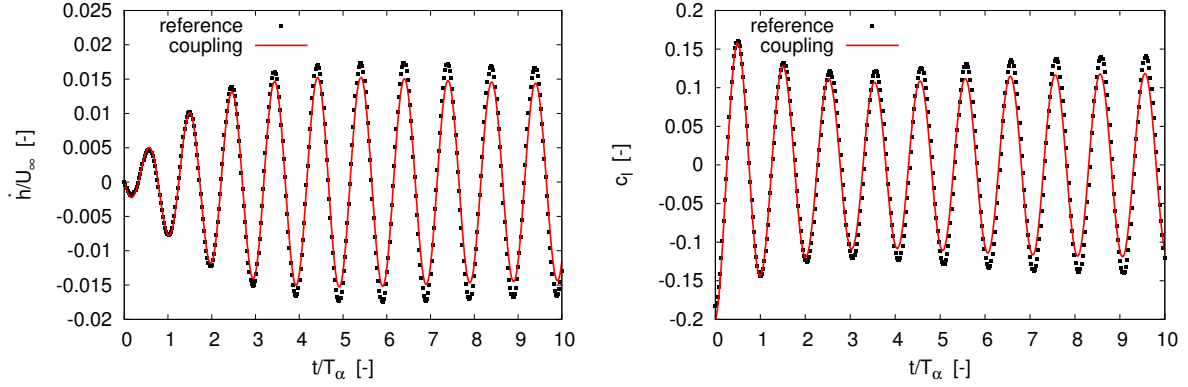 reference
coupling
0.025
0.02
0.015
0.01
0.005
0
-0.005
-0.01
-0.015
-0.02
ḣ/U∞ [-]
0 1 2 3 4 5 6 7 8 9 10
t/Tα [-]
reference
coupling
0.2
0.15
0.1
0.05
0
-0.05
-0.1
-0.15
-0.2
cl [-]
0 1 2 3 4 5 6 7 8 9 10
t/Tα [-]